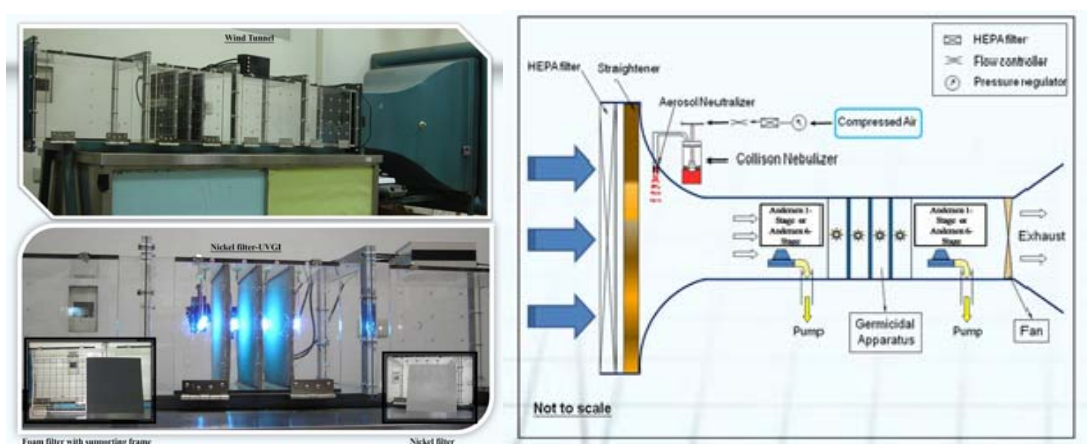 Wind Tunnel
Nickel filter-UVGI
Foam filter with supporting frame
Nickel filter
HEPA filter
Flow controller
Pressure regulator
HEPA filter
Straightener
Aerosol Neutralizer
Compressed Air
Collison Nebulizer
Andersen 1-
Stage or
Andersen 6-
Stage
Andersen 1-
Stage or
Andersen 6-
Stage
Exhaust
Pump
Germicidal
Apparatus
Pump
Fan
Not to scale